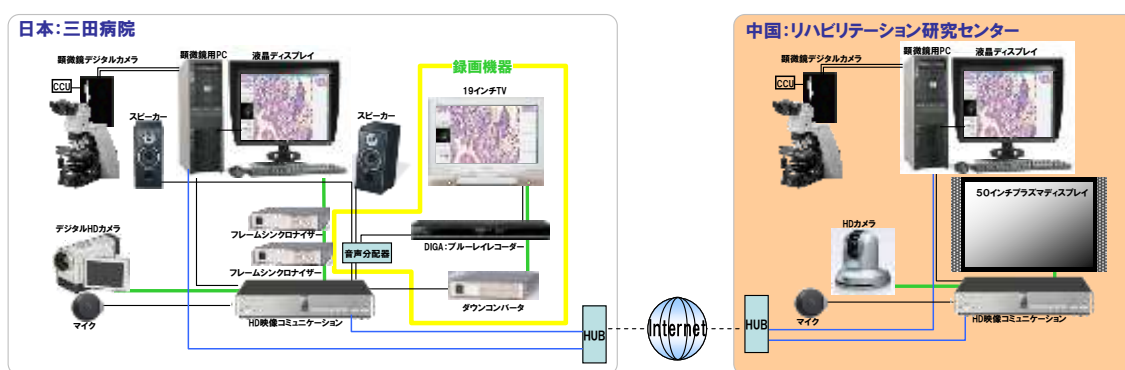 日本：三田病院
顕微鏡デジタルカメラ
顕微鏡用PC
液晶ディスプレイ
CCU
スピーカー
スピーカー
録画機器
19インチTV
デジタルHDカメラ
フレームシンクロナイザー
フレームシンクロナイザー
音声分配器
DIGA：ブルーレイレコーダー
ダウンコンバータ
マイク
HD映像コミュニケーション
HUB
Internet
中国：リハビリテーション研究センター
顕微鏡デジタルカメラ
顕微鏡用PC
液晶ディスプレイ
CCU
50インチプラズマディスプレイ
HDカメラ
マイク
HD映像コミュニケーション
HUB